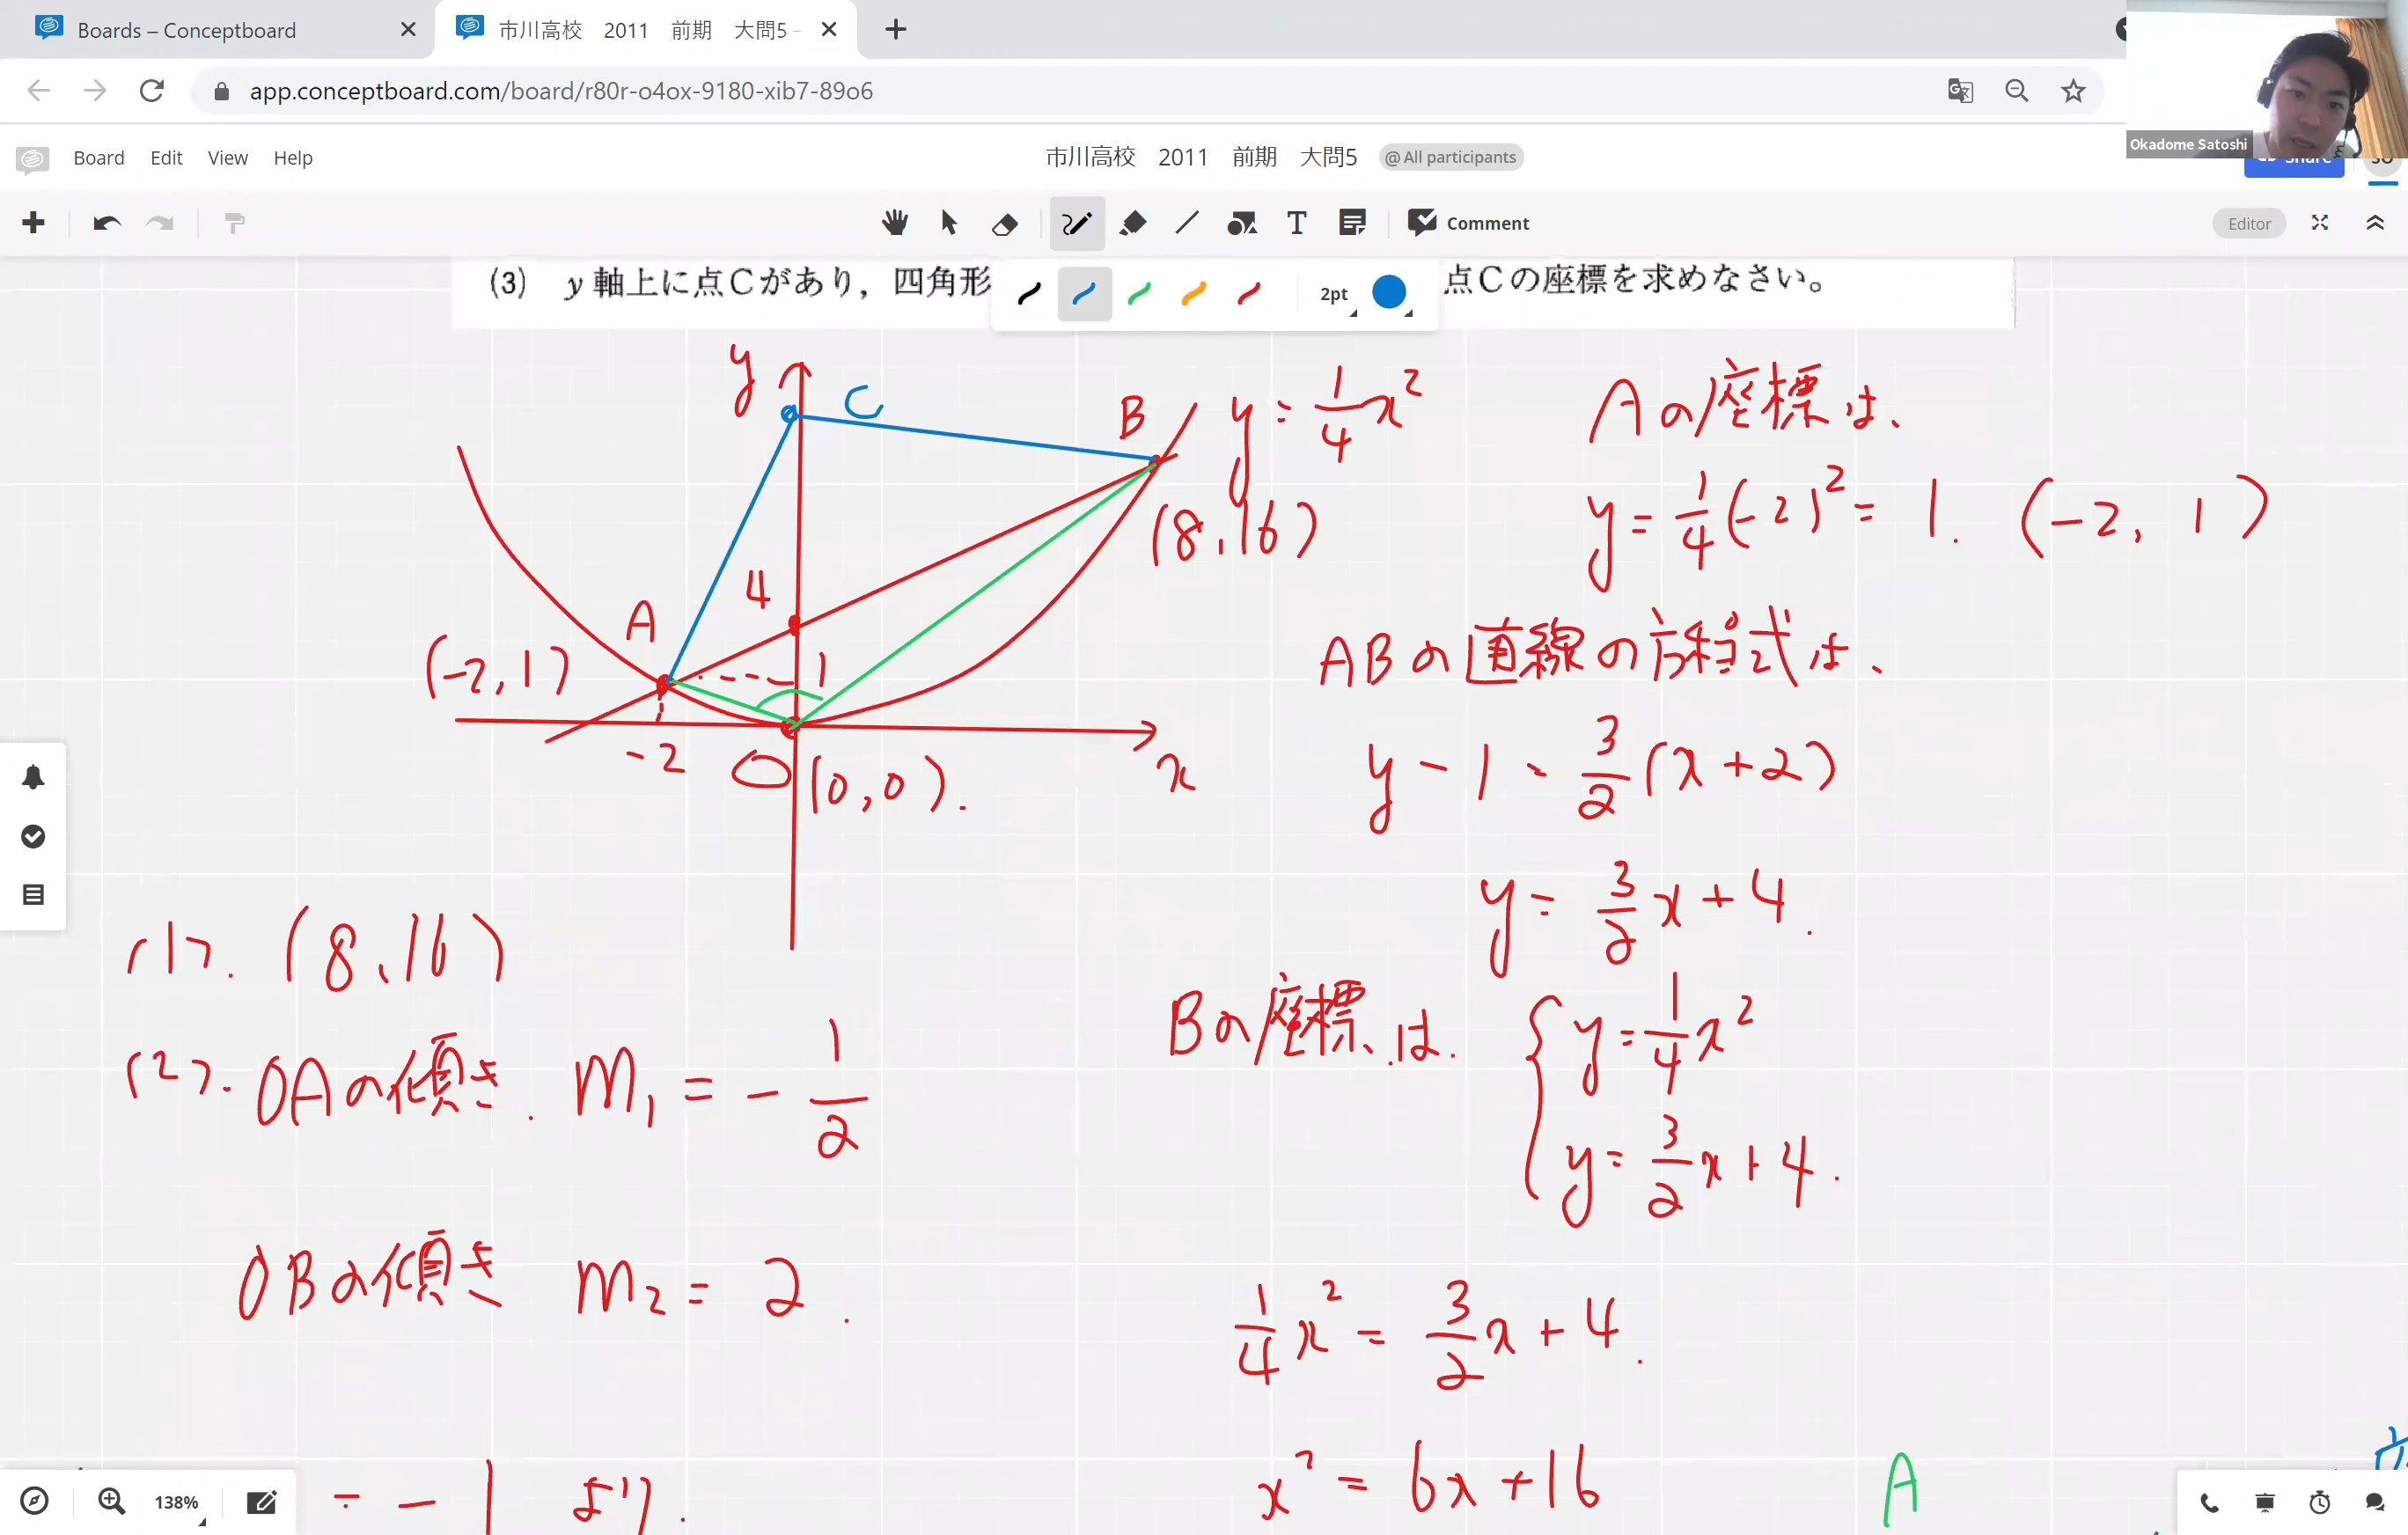 Boards – Conceptboard
市川高校 2011 前期 大問5 –
app.conceptboard.com/board/r80r-o4ox-9180-xib7-89o6
Okadome Satoshi
Board Edit View Help
市川高校 2011 前期 大問5
@All participants
Share
Comment
Editor
(3) y軸上に点Cがあり，四角形
点Cの座標を求めなさい。
2pt
y
C
B
y = 1/4 x²
(8,16)
4
A
(-2,1)
1
-2
O
(0,0).
x
Aの座標は、
y = 1/4 (-2)² = 1. (-2, 1)
ABの直線の方程式は、
y - 1 = 3/2 (x + 2)
y = 3/2 x + 4.
Bの座標は.
y = 1/4 x²
y = 3/2 x + 4.
1/4 x² = 3/2 x + 4.
x² = 6x + 16
(1). (8,16)
(2). OAの傾き. m₁ = - 1/2
OBの傾き m₂ = 2.
= - 1 より.
A
138%